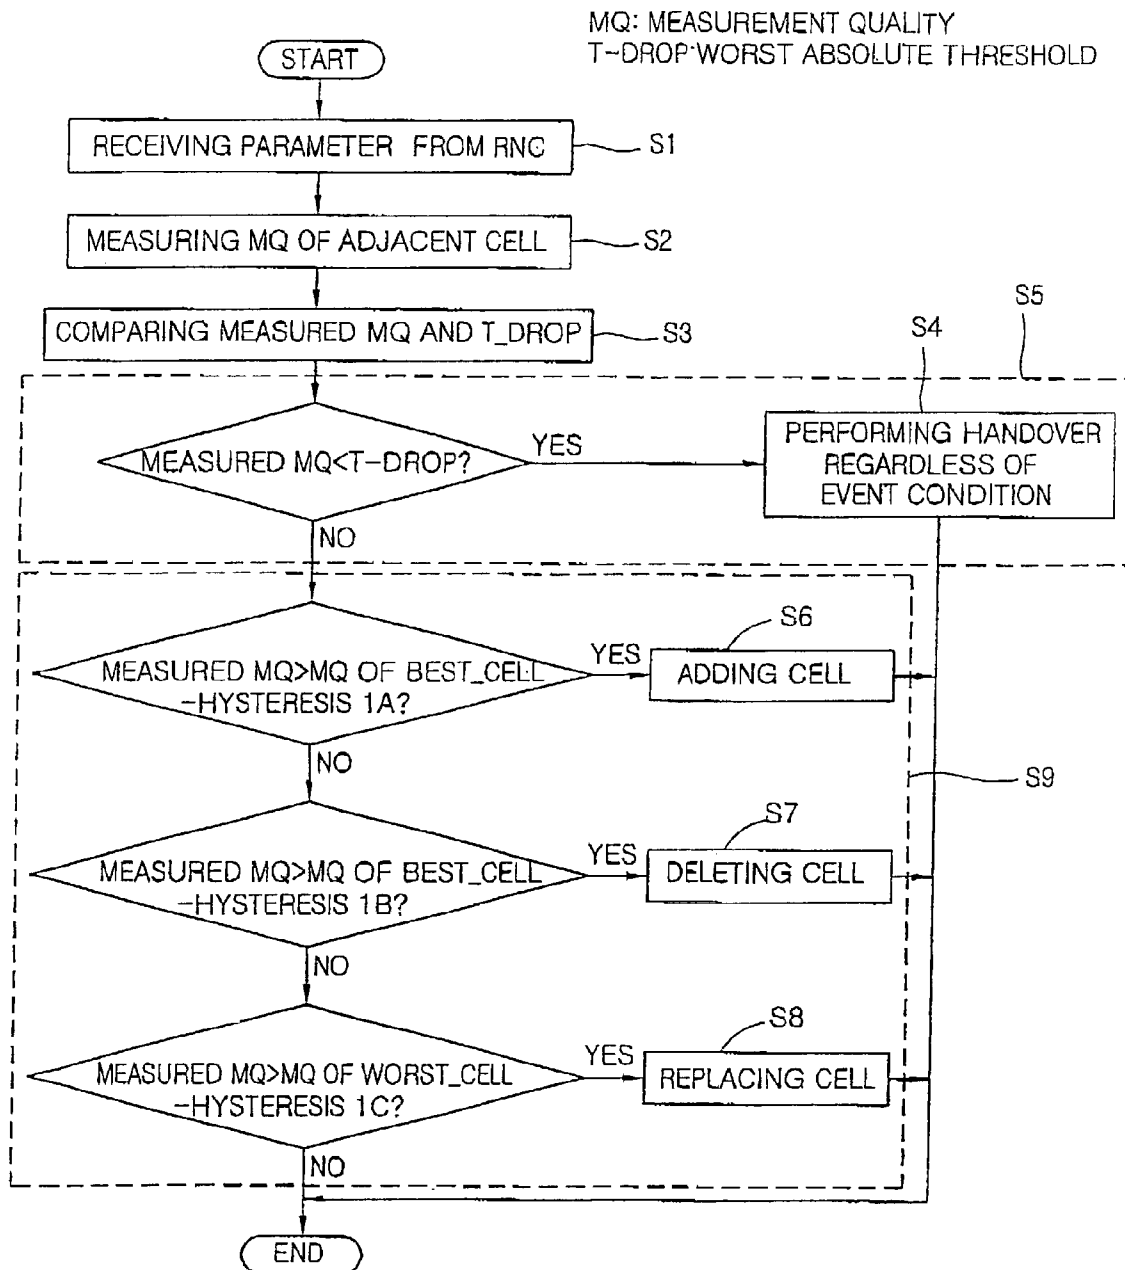 MQ: MEASUREMENT QUALITY
T-DROP:WORST ABSOLUTE THRESHOLD
START
RECEIVING PARAMETER FROM RNC
S1
MEASURING MQ OF ADJACENT CELL
S2
COMPARING MEASURED MQ AND T_DROP
S3
S5
S4
MEASURED MQ<T-DROP?
YES
PERFORMING HANDOVER
REGARDLESS OF
EVENT CONDITION
NO
S6
MEASURED MQ>MQ OF BEST_CELL
-HYSTERESIS 1A?
YES
ADDING CELL
NO
S9
S7
MEASURED MQ>MQ OF BEST_CELL
-HYSTERESIS 1B?
YES
DELETING CELL
NO
S8
MEASURED MQ>MQ OF WORST_CELL
-HYSTERESIS 1C?
YES
REPLACING CELL
NO
END